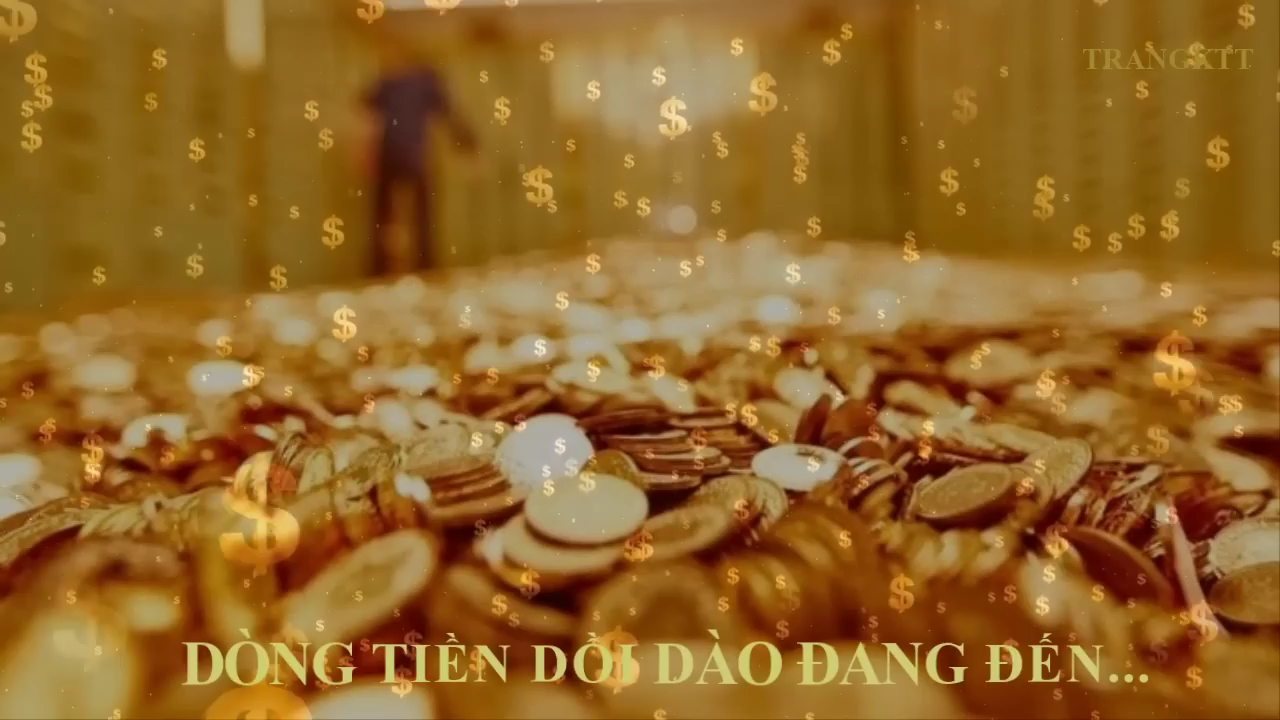 TRANGXTT
DÒNG TIỀN DỒI DÀO ĐANG ĐẾN...